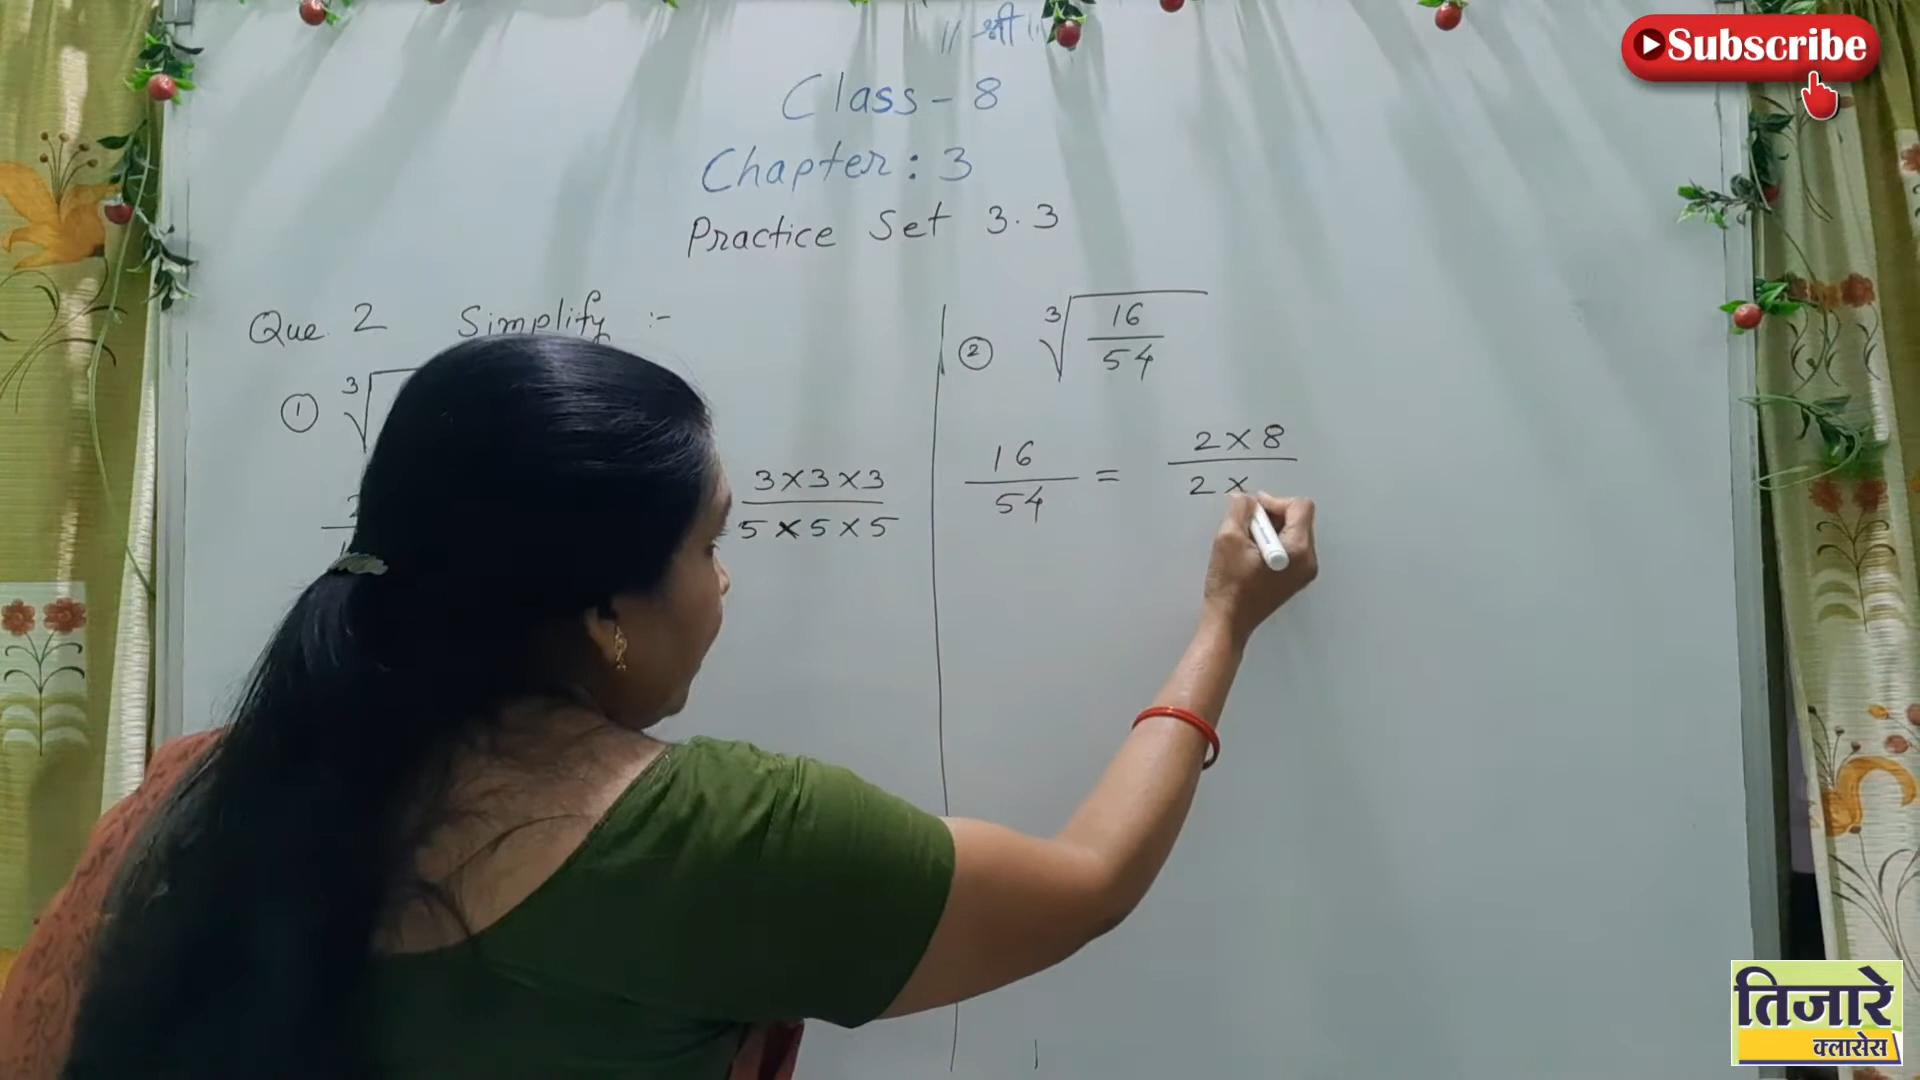 ॥ श्री ॥
Subscribe
Class - 8
Chapter : 3
Practice Set 3.3
Que. 2 Simplify :-
① ∛
3×3×3
5×5×5
② ∛ 16/54
16/54 = 2×8
2×
तिजारे
क्लासेस